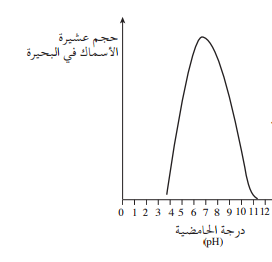 حجم عشيرة
الأسماك في البحيرة
0 1 2 3 4 5 6 7 8 9 10 11 12
درجة الحامضية
(pH)